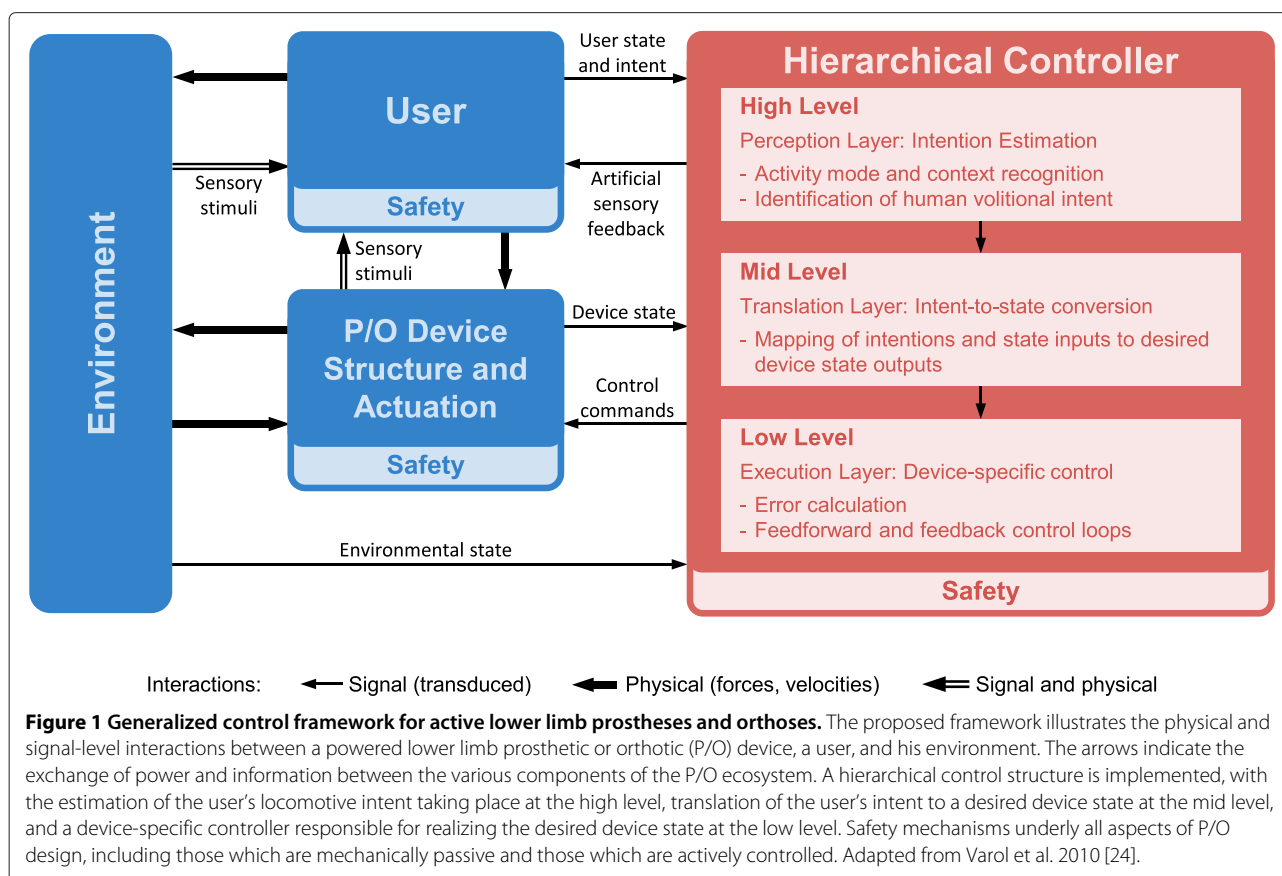 Environment
User
Safety
User state
and intent
Sensory
stimuli
Artificial
sensory
feedback
Sensory
stimuli
P/O Device
Structure and
Actuation
Safety
Device state
Control
commands
Environmental state
Hierarchical Controller
High Level
Perception Layer: Intention Estimation
- Activity mode and context recognition
- Identification of human volitional intent
Mid Level
Translation Layer: Intent-to-state conversion
- Mapping of intentions and state inputs to desired
device state outputs
Low Level
Execution Layer: Device-specific control
- Error calculation
- Feedforward and feedback control loops
Safety
Interactions: Signal (transduced) Physical (forces, velocities) Signal and physical
Figure 1 Generalized control framework for active lower limb prostheses and orthoses. The proposed framework illustrates the physical and
signal-level interactions between a powered lower limb prosthetic or orthotic (P/O) device, a user, and his environment. The arrows indicate the
exchange of power and information between the various components of the P/O ecosystem. A hierarchical control structure is implemented, with
the estimation of the user's locomotive intent taking place at the high level, translation of the user's intent to a desired device state at the mid level,
and a device-specific controller responsible for realizing the desired device state at the low level. Safety mechanisms underly all aspects of P/O
design, including those which are mechanically passive and those which are actively controlled. Adapted from Varol et al. 2010 [24].